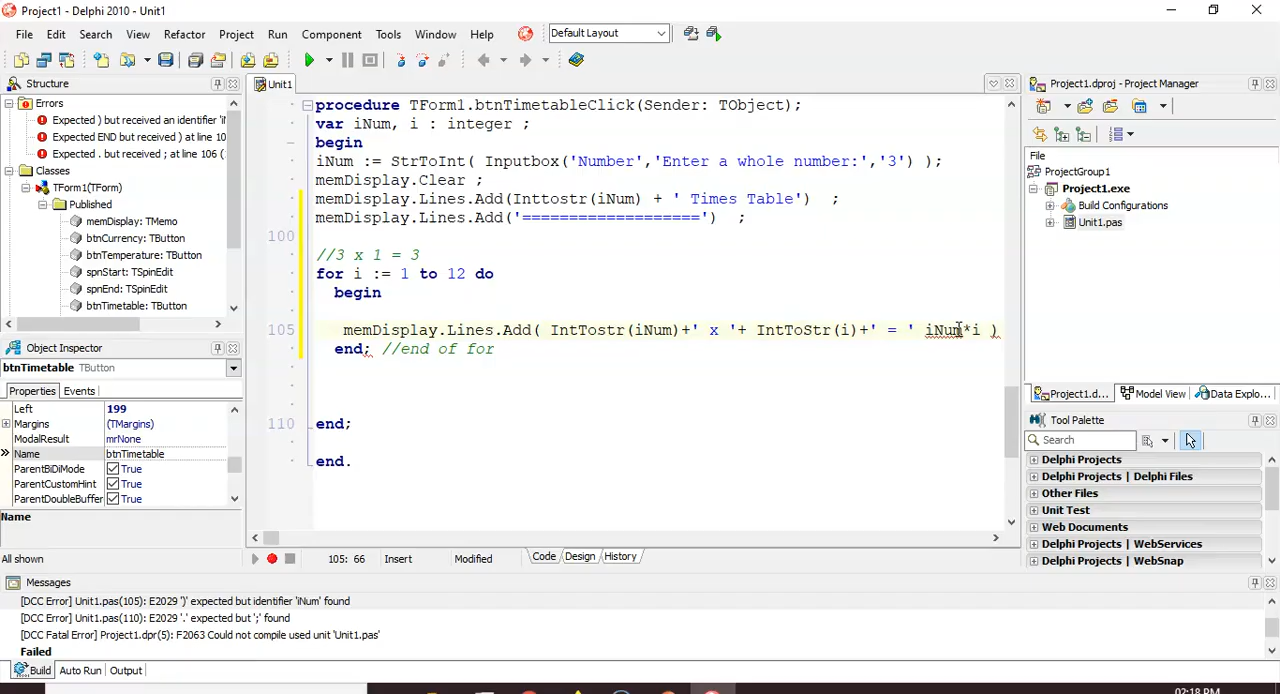 Project1 - Delphi 2010 - Unit1
File Edit Search View Refactor Project Run Component Tools Window Help Default Layout
Structure
Errors
Expected ) but received an identifier 'i
Expected END but received ) at line 10
Expected . but received ; at line 106 (
Classes
TForm1(TForm)
Published
memDisplay: TMemo
btnCurrency: TButton
btnTemperature: TButton
spnStart: TSpinEdit
spnEnd: TSpinEdit
btnTimetable: TButton
Object Inspector
btnTimetable TButton
Properties Events
Left 199
Margins (TMargins)
ModalResult mrNone
Name btnTimetable
ParentBiDiMode True
ParentCustomHint True
ParentDoubleBuffer True
Name
All shown
Unit1
procedure TForm1.btnTimetableClick(Sender: TObject);
var iNum, i : integer ;
begin
iNum := StrToInt( Inputbox('Number','Enter a whole number:','3') );
memDisplay.Clear ;
memDisplay.Lines.Add(Inttostr(iNum) + ' Times Table') ;
memDisplay.Lines.Add('===================') ;
100
//3 x 1 = 3
for i := 1 to 12 do
begin
105 memDisplay.Lines.Add( IntTostr(iNum)+' x '+ IntToStr(i)+' = ' iNum*i )
end; //end of for
110 end;
end.
105: 66 Insert Modified Code Design History
Project1.dproj - Project Manager
File
ProjectGroup1
Project1.exe
Build Configurations
Unit1.pas
Project1.d... Model View Data Explo...
Tool Palette
Search
Delphi Projects
Delphi Projects | Delphi Files
Other Files
Unit Test
Web Documents
Delphi Projects | WebServices
Delphi Projects | WebSnap
Messages
[DCC Error] Unit1.pas(105): E2029 ')' expected but identifier 'iNum' found
[DCC Error] Unit1.pas(110): E2029 '.' expected but ';' found
[DCC Fatal Error] Project1.dpr(5): F2063 Could not compile used unit 'Unit1.pas'
Failed
Build Auto Run Output
02:18 PM